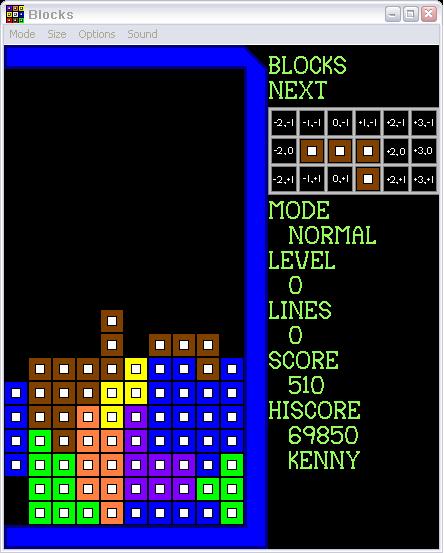 Blocks
Mode Size Options Sound
BLOCKS
NEXT
-2,-1 -1,-1 0,-1 +1,-1 +2,-1 +3,-1
-2,0 +2,0 +3,0
-2,+1 -1,+1 0,+1 +2,+1 +3,+1
MODE
NORMAL
LEVEL
0
LINES
0
SCORE
510
HISCORE
69850
KENNY